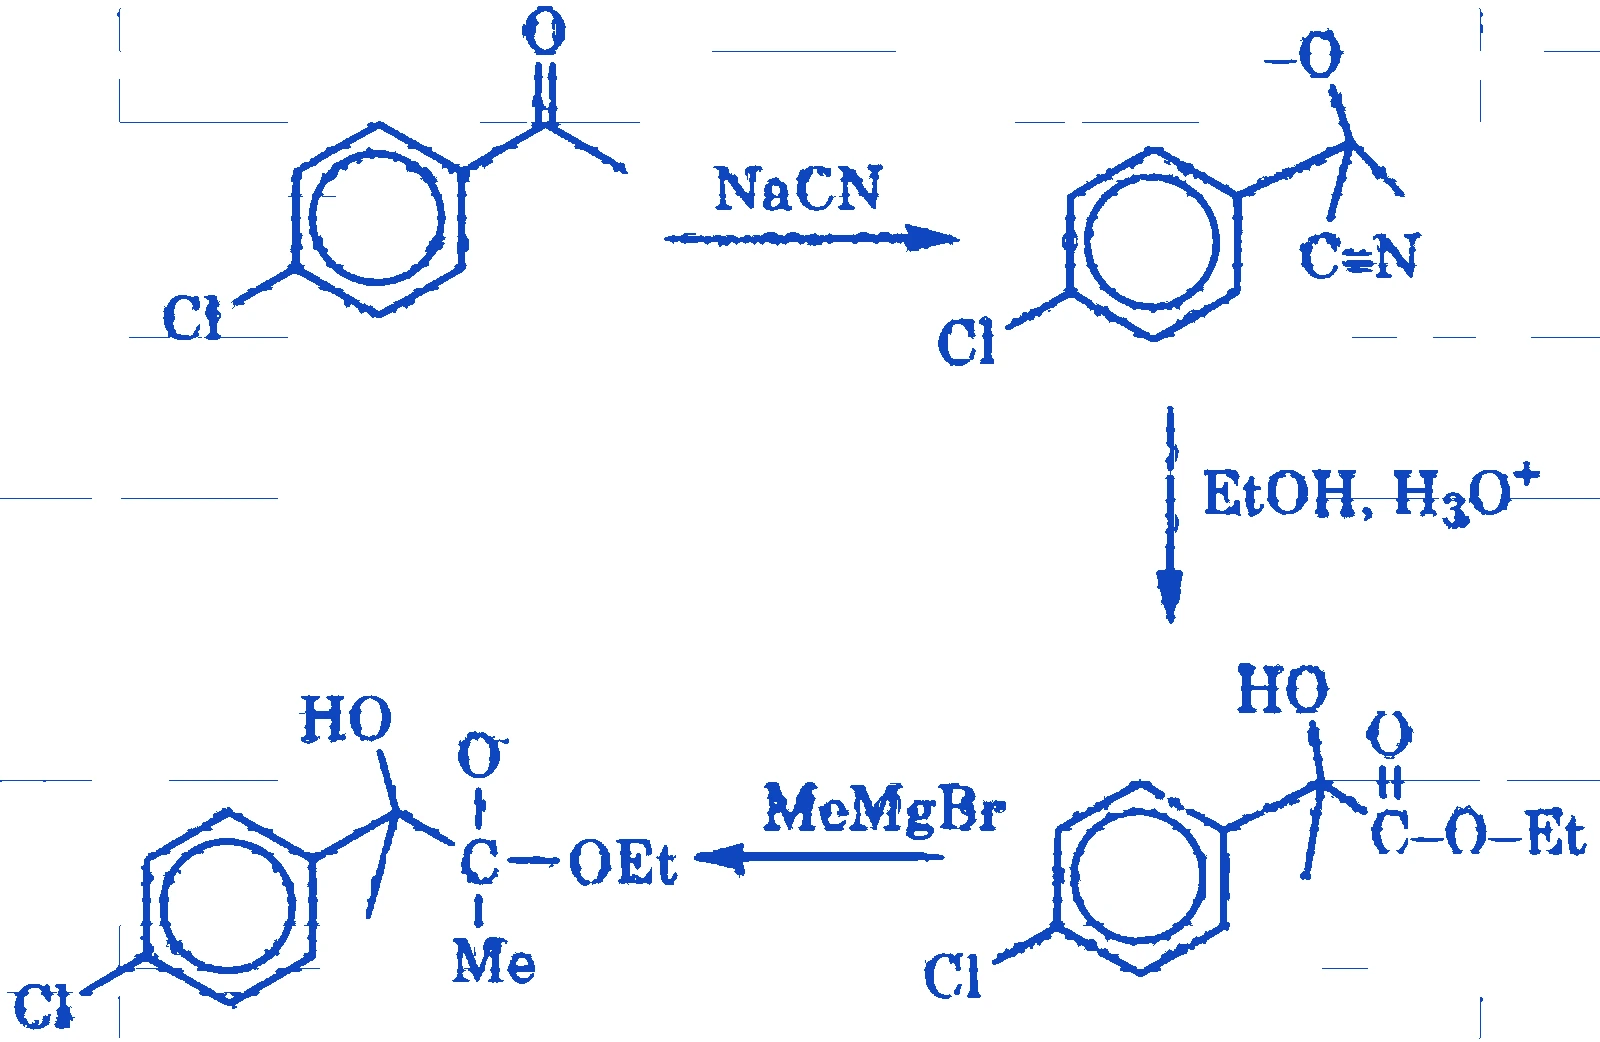 O
–O
NaCN
C≡N
Cl
Cl
EtOH, H₃O⁺
HO
HO
O
O⁻
MeMgBr
C–O–Et
C–OEt
Me
Cl
Cl